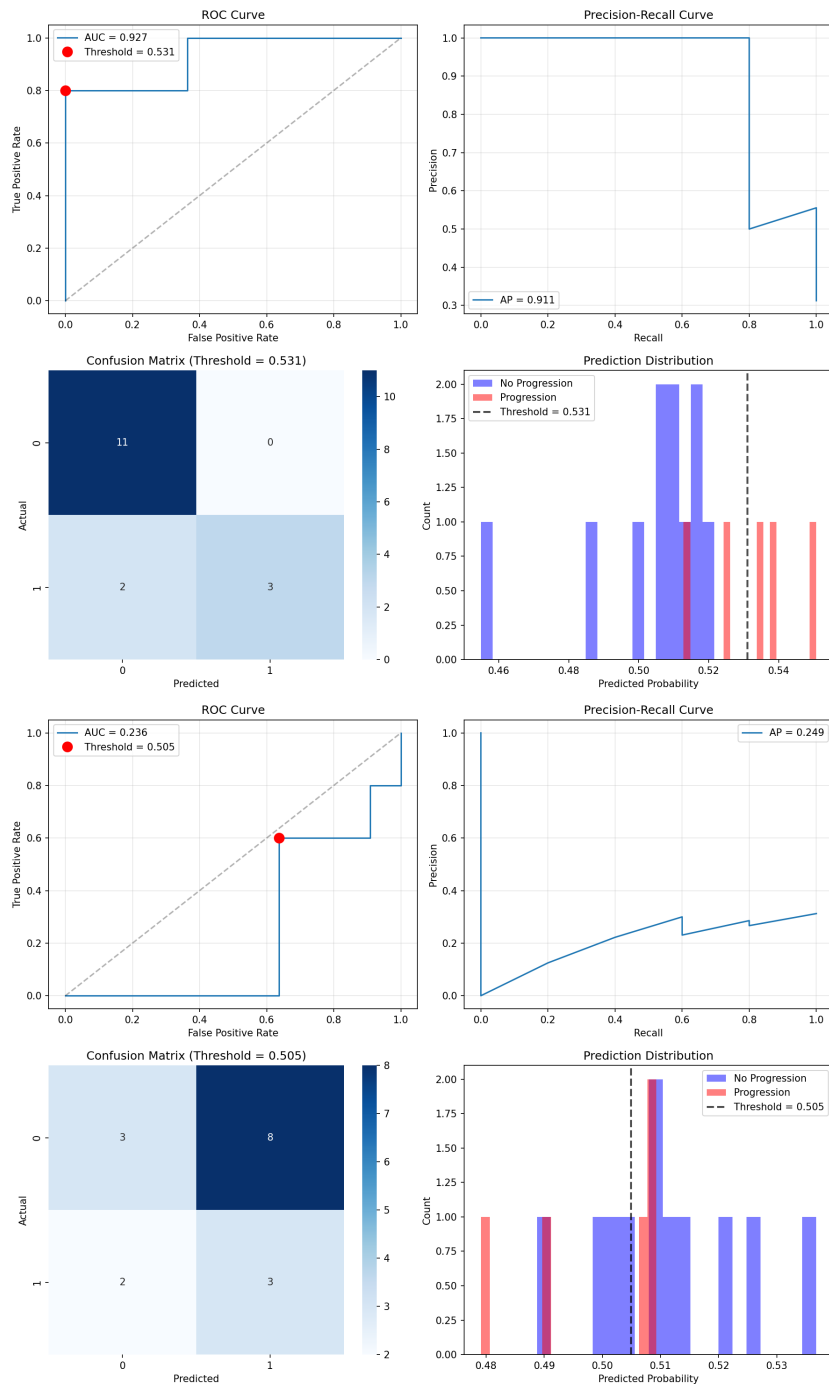 ROC Curve
AUC = 0.927
Threshold = 0.531
1.0
0.8
0.6
0.4
0.2
0.0
True Positive Rate
0.0 0.2 0.4 0.6 0.8 1.0
False Positive Rate
Precision-Recall Curve
1.0
0.9
0.8
0.7
0.6
0.5
0.4
0.3
Precision
AP = 0.911
0.0 0.2 0.4 0.6 0.8 1.0
Recall
Confusion Matrix (Threshold = 0.531)
11 0
2 3
0
1
Actual
0 1
Predicted
10
8
6
4
2
0
Prediction Distribution
No Progression
Progression
Threshold = 0.531
2.00
1.75
1.50
1.25
1.00
0.75
0.50
0.25
0.00
Count
0.46 0.48 0.50 0.52 0.54
Predicted Probability
ROC Curve
AUC = 0.236
Threshold = 0.505
1.0
0.8
0.6
0.4
0.2
0.0
True Positive Rate
0.0 0.2 0.4 0.6 0.8 1.0
False Positive Rate
Precision-Recall Curve
AP = 0.249
1.0
0.8
0.6
0.4
0.2
0.0
Precision
0.0 0.2 0.4 0.6 0.8 1.0
Recall
Confusion Matrix (Threshold = 0.505)
3 8
2 3
0
1
Actual
0 1
Predicted
8
7
6
5
4
3
2
Prediction Distribution
No Progression
Progression
Threshold = 0.505
2.00
1.75
1.50
1.25
1.00
0.75
0.50
0.25
0.00
Count
0.48 0.49 0.50 0.51 0.52 0.53
Predicted Probability